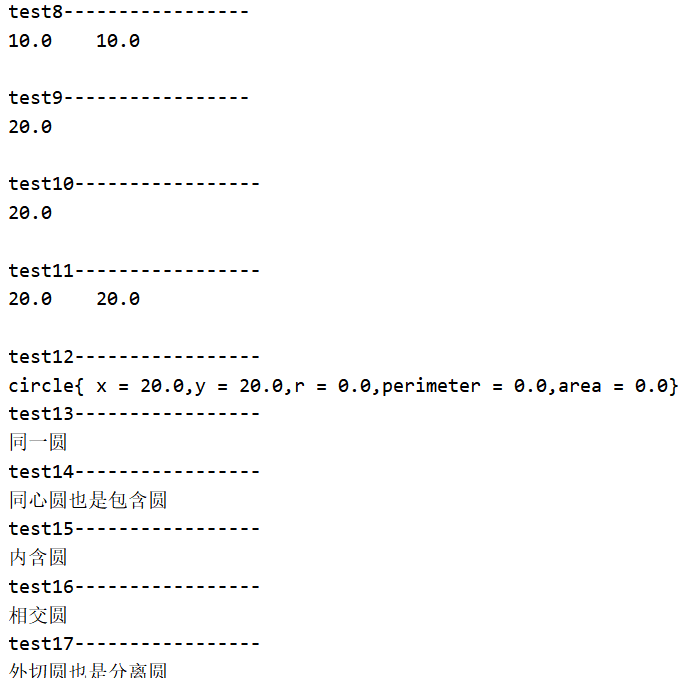 test8-----------------
10.0    10.0
test9-----------------
20.0
test10-----------------
20.0
test11-----------------
20.0    20.0
test12-----------------
circle{ x = 20.0,y = 20.0,r = 0.0,perimeter = 0.0,area = 0.0}
test13-----------------
同一圆
test14-----------------
同心圆也是包含圆
test15-----------------
内含圆
test16-----------------
相交圆
test17-----------------
外切圆也是分离圆